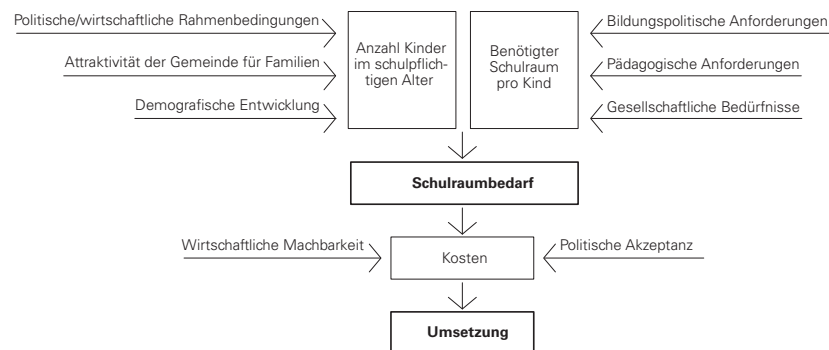 Politische/wirtschaftliche Rahmenbedingungen
Attraktivität der Gemeinde für Familien
Demografische Entwicklung
Anzahl Kinder
im schulpflich-
tigen Alter
Benötigter
Schulraum
pro Kind
Bildungspolitische Anforderungen
Pädagogische Anforderungen
Gesellschaftliche Bedürfnisse
Schulraumbedarf
Wirtschaftliche Machbarkeit
Kosten
Politische Akzeptanz
Umsetzung